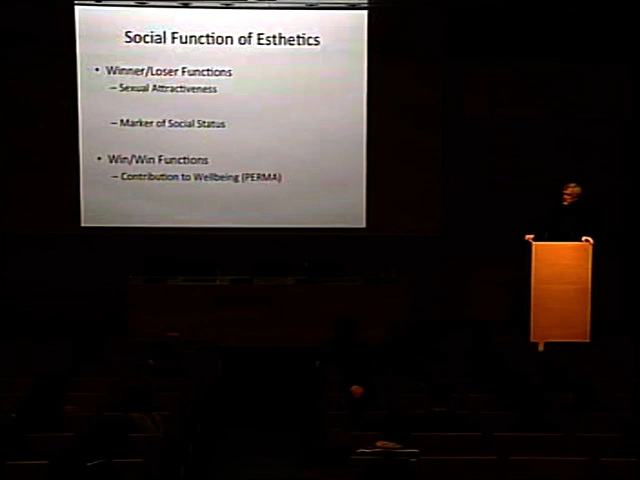 Social Function of Esthetics
• Winner/Loser Functions
– Sexual Attractiveness
– Marker of Social Status
• Win/Win Functions
– Contribution to Wellbeing (PERMA)